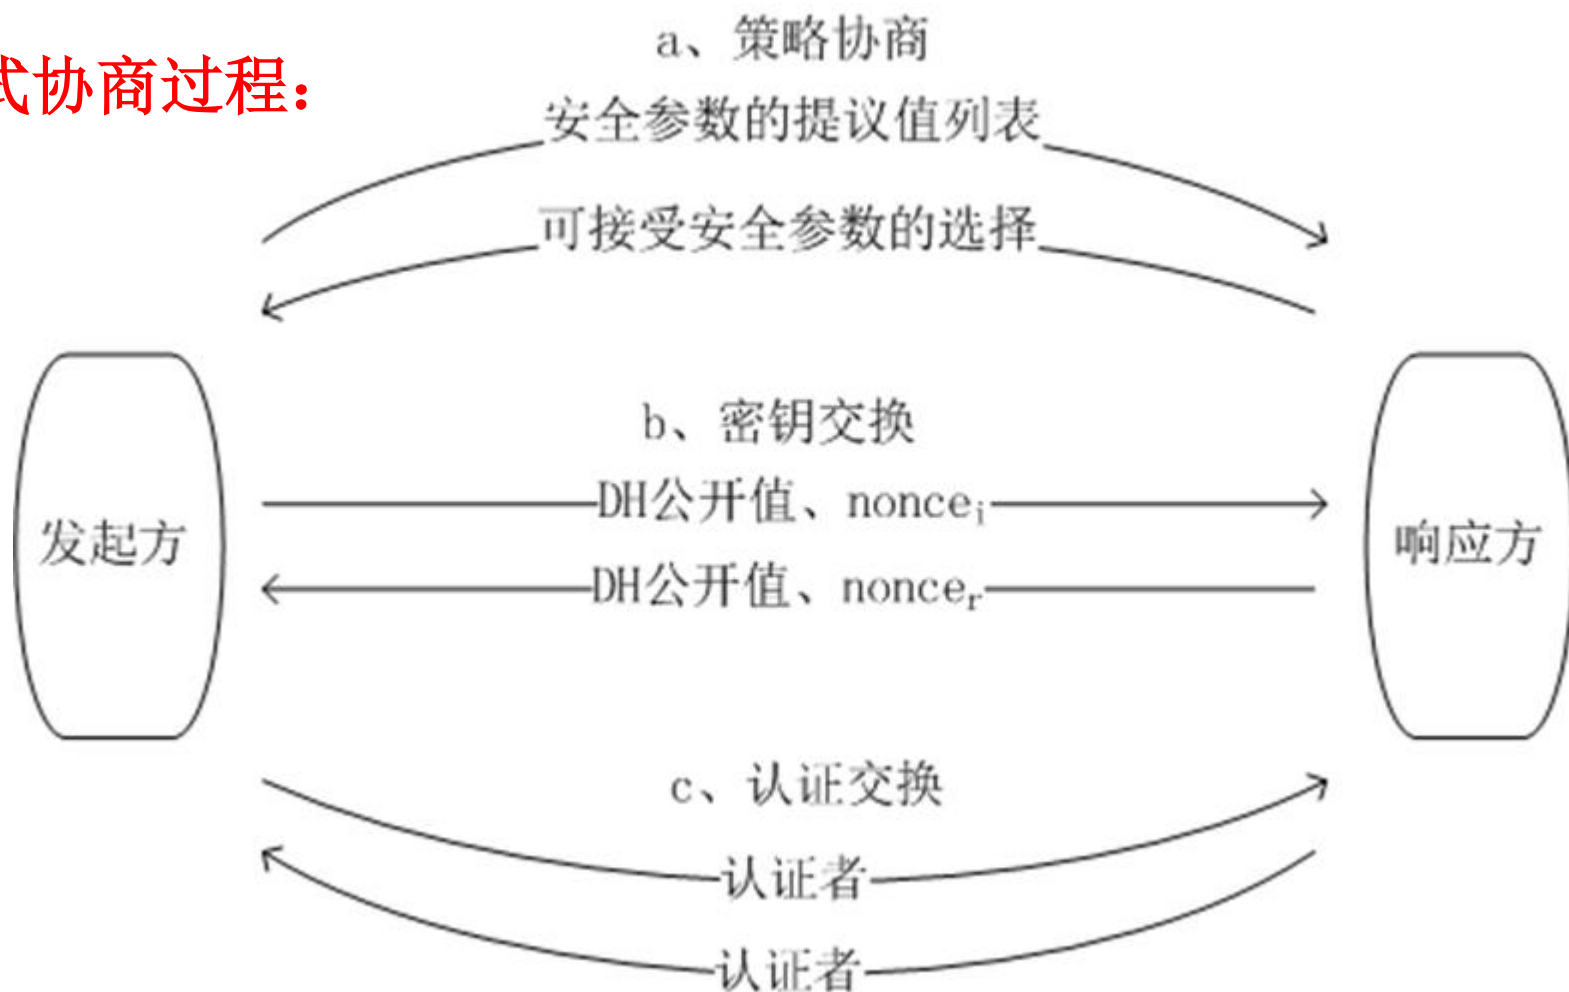 a、策略协商
式协商过程：
安全参数的提议值列表
可接受安全参数的选择
b、密钥交换
DH公开值、nonceᵢ
发起方
响应方
DH公开值、nonceᵣ
c、认证交换
认证者
认证者